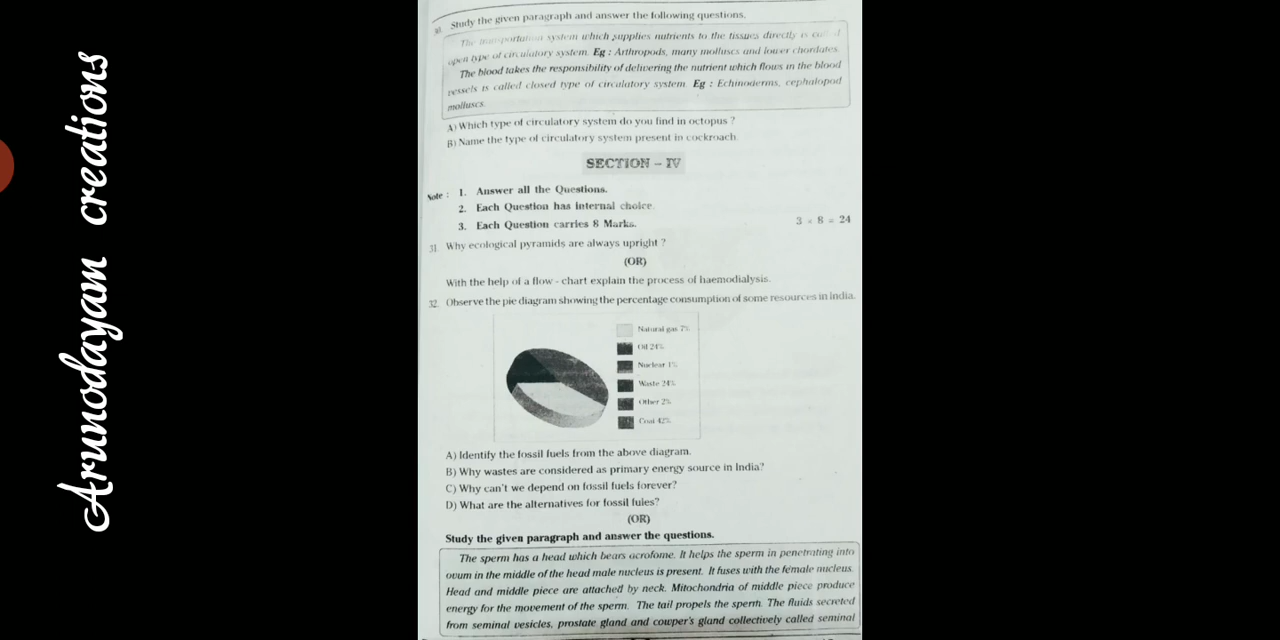 Arunodayam creations
30. Study the given paragraph and answer the following questions.
The transportation system which supplies nutrients to the tissues directly is called
open type of circulatory system. Eg : Arthropods, many molluscs and lower chordates.
The blood takes the responsibility of delivering the nutrient which flows in the blood
vessels is called closed type of circulatory system. Eg : Echinoderms, cephalopod
molluscs.
A) Which type of circulatory system do you find in octopus ?
B) Name the type of circulatory system present in cockroach.
SECTION - IV
Note : 1. Answer all the Questions.
2. Each Question has internal choice.
3. Each Question carries 8 Marks. 3 × 8 = 24
31. Why ecological pyramids are always upright ?
(OR)
With the help of a flow - chart explain the process of haemodialysis.
32. Observe the pie diagram showing the percentage consumption of some resources in India.
Natural gas 7%
Oil 24%
Nuclear 1%
Waste 24%
Other 2%
Coal 42%
A) Identify the fossil fuels from the above diagram.
B) Why wastes are considered as primary energy source in India?
C) Why can't we depend on fossil fuels forever?
D) What are the alternatives for fossil fules?
(OR)
Study the given paragraph and answer the questions.
The sperm has a head which bears acrofome. It helps the sperm in penetrating into
ovum in the middle of the head male nucleus is present. It fuses with the female nucleus.
Head and middle piece are attached by neck. Mitochondria of middle piece produce
energy for the movement of the sperm. The tail propels the sperm. The fluids secreted
from seminal vesicles, prostate gland and cowper's gland collectively called seminal